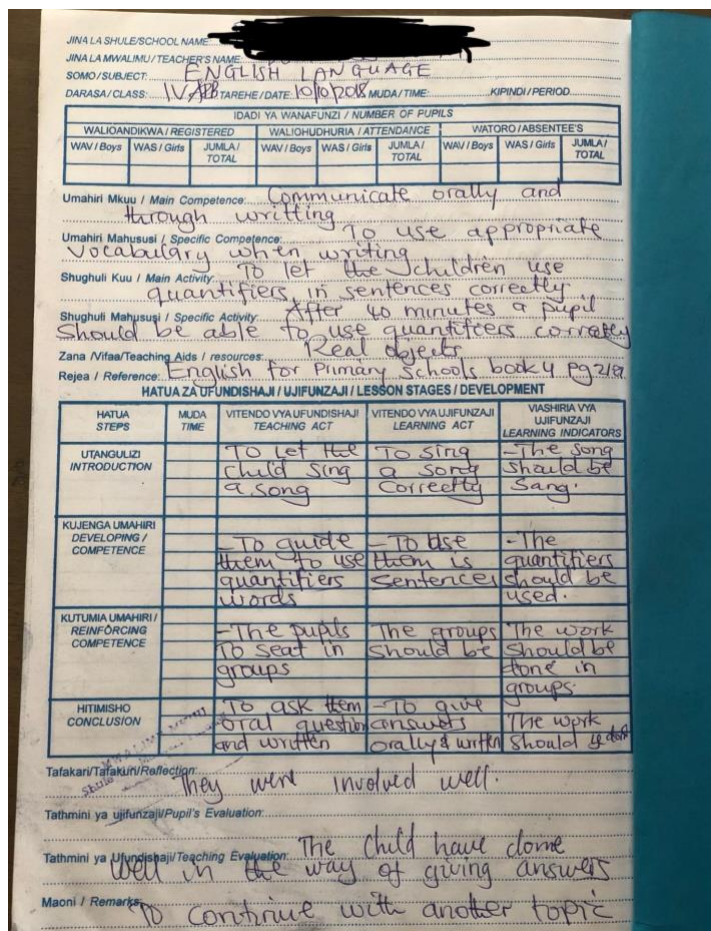 JINA LA SHULE/SCHOOL NAME:
JINA LA MWALIMU/TEACHER'S NAME:
SOMO/SUBJECT: ENGLISH LANGUAGE
DARASA/CLASS: IV APB TAREHE/DATE: 10/10/2018 MUDA/TIME: KIPINDI/PERIOD
IDADI YA WANAFUNZI / NUMBER OF PUPILS
WALIOANDIKWA / REGISTERED WALIOHUDHURIA / ATTENDANCE WATORO / ABSENTEE'S
WAV / Boys WAS / Girls JUMLA / TOTAL WAV / Boys WAS / Girls JUMLA / TOTAL WAV / Boys WAS / Girls JUMLA / TOTAL
Umahiri Mkuu / Main Competence: Communicate orally and
through writting
Umahiri Mahususi / Specific Competence: To use appropriate
vocabulary when writing
Shughuli Kuu / Main Activity: To let the children use
quantifiers in sentences correctly
Shughuli Mahususi / Specific Activity: After 40 minutes a pupil
should be able to use quantifiers correctly
Zana /Vifaa/Teaching Aids / resources: Real objects
Rejea / Reference: English for Primary Schools book 4 pg
HATUA ZA UFUNDISHAJI / UJIFUNZAJI / LESSON STAGES / DEVELOPMENT
HATUA STEPS
MUDA TIME
VITENDO VYA UFUNDISHAJI TEACHING ACT
VITENDO VYA UJIFUNZAJI LEARNING ACT
VIASHIRIA VYA UJIFUNZAJI LEARNING INDICATORS
UTANGULIZI
INTRODUCTION
To let the
child sing
a song
To sing
a song
Correctly
-The song
should be
Sang.
KUJENGA UMAHIRI
DEVELOPING /
COMPETENCE
-To guide
them to use
quantifiers
words
-To use
them is
sentences
-The
quantifiers
should be
used.
KUTUMIA UMAHIRI /
REINFORCING
COMPETENCE
-The pupils
To seat in
groups
The groups
should be
The work
should be
done in
groups.
HITIMISHO
CONCLUSION
To ask them
oral question
and written
-To give
answers
orally & written
The work
should be done
Tafakari/Tafakuri/Reflection: They were involved well.
Tathmini ya ujifunzaji/Pupil's Evaluation:
Tathmini ya Ufundishaji/Teaching Evaluation: The child have done
well in the way of giving answers
Maoni / Remarks: To continue with another topic